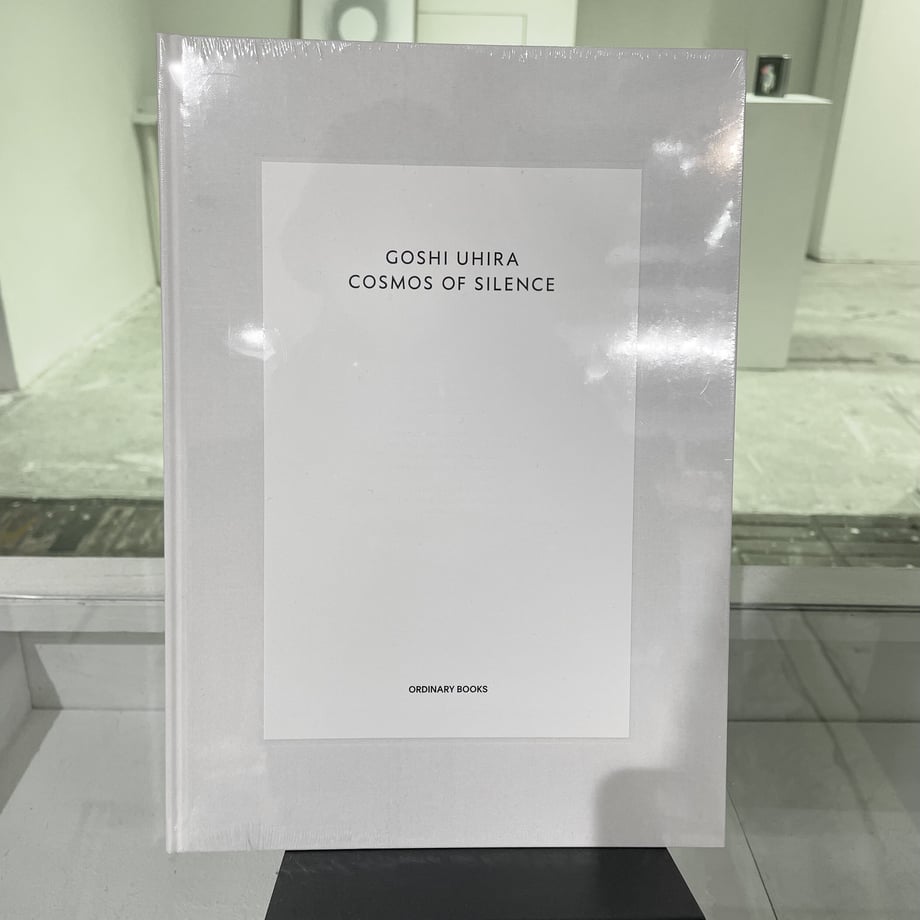 GOSHI UHIRA
COSMOS OF SILENCE
ORDINARY BOOKS